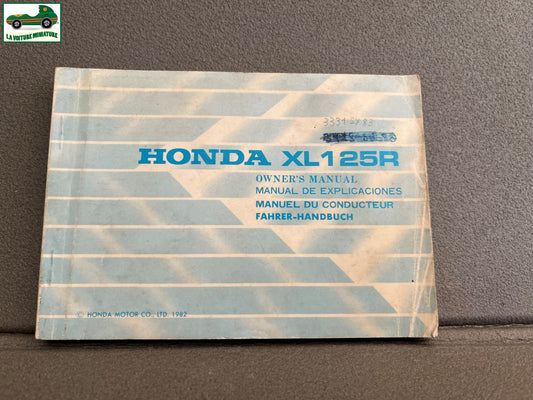 LA VOITURE MINIATURE
HONDA XL125R
OWNER'S MANUAL
MANUAL DE EXPLICACIONES
MANUEL DU CONDUCTEUR
FAHRER-HANDBUCH
© HONDA MOTOR CO., LTD. 1982